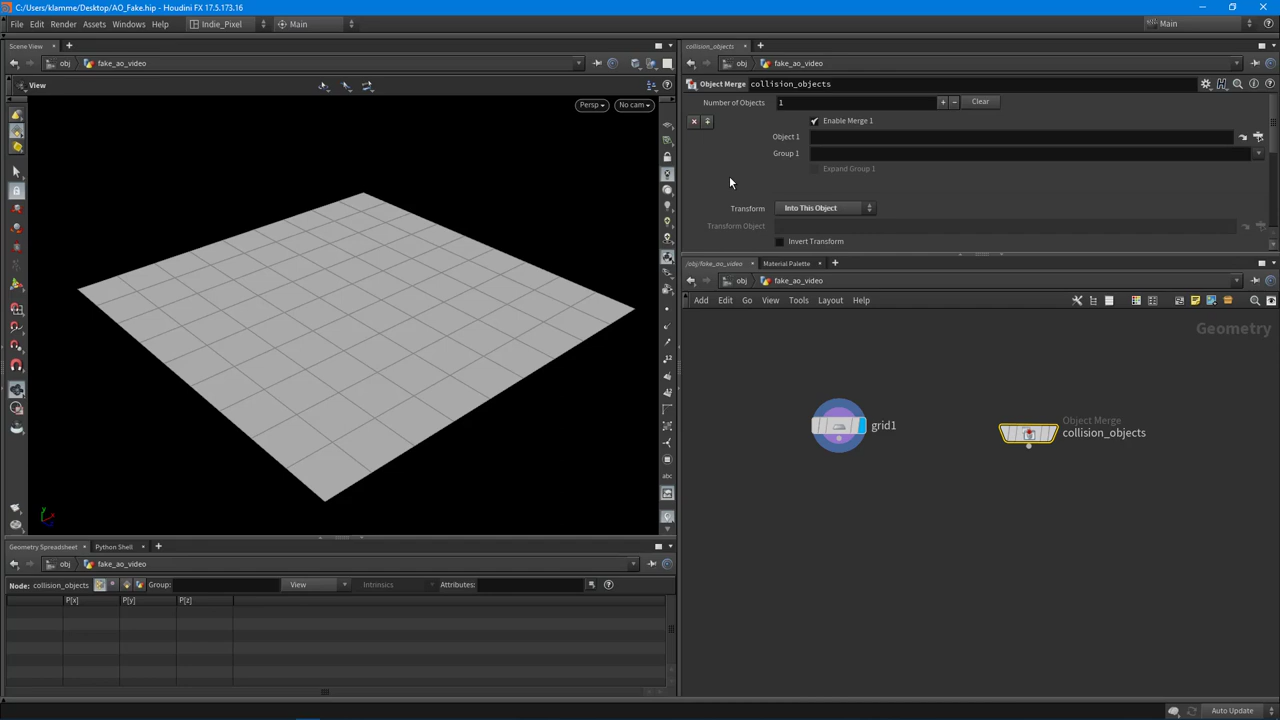 C:/Users/klamme/Desktop/AO_Fake.hip - Houdini FX 17.5.173.16
File Edit Render Assets Windows Help Indie_Pixel Main Main
Scene View
obj fake_ao_video
View
Persp No cam
abc
Geometry Spreadsheet Python Shell
obj fake_ao_video
Node: collision_objects Group: View Intrinsics Attributes:
P[x] P[y] P[z]
collision_objects
obj fake_ao_video
Object Merge collision_objects
Number of Objects 1 Clear
Enable Merge 1
Object 1
Group 1
Expand Group 1
Transform Into This Object
Transform Object
Invert Transform
/obj/fake_ao_video Material Palette
obj fake_ao_video
Add Edit Go View Tools Layout Help
Geometry
grid1
Object Merge
collision_objects
Auto Update